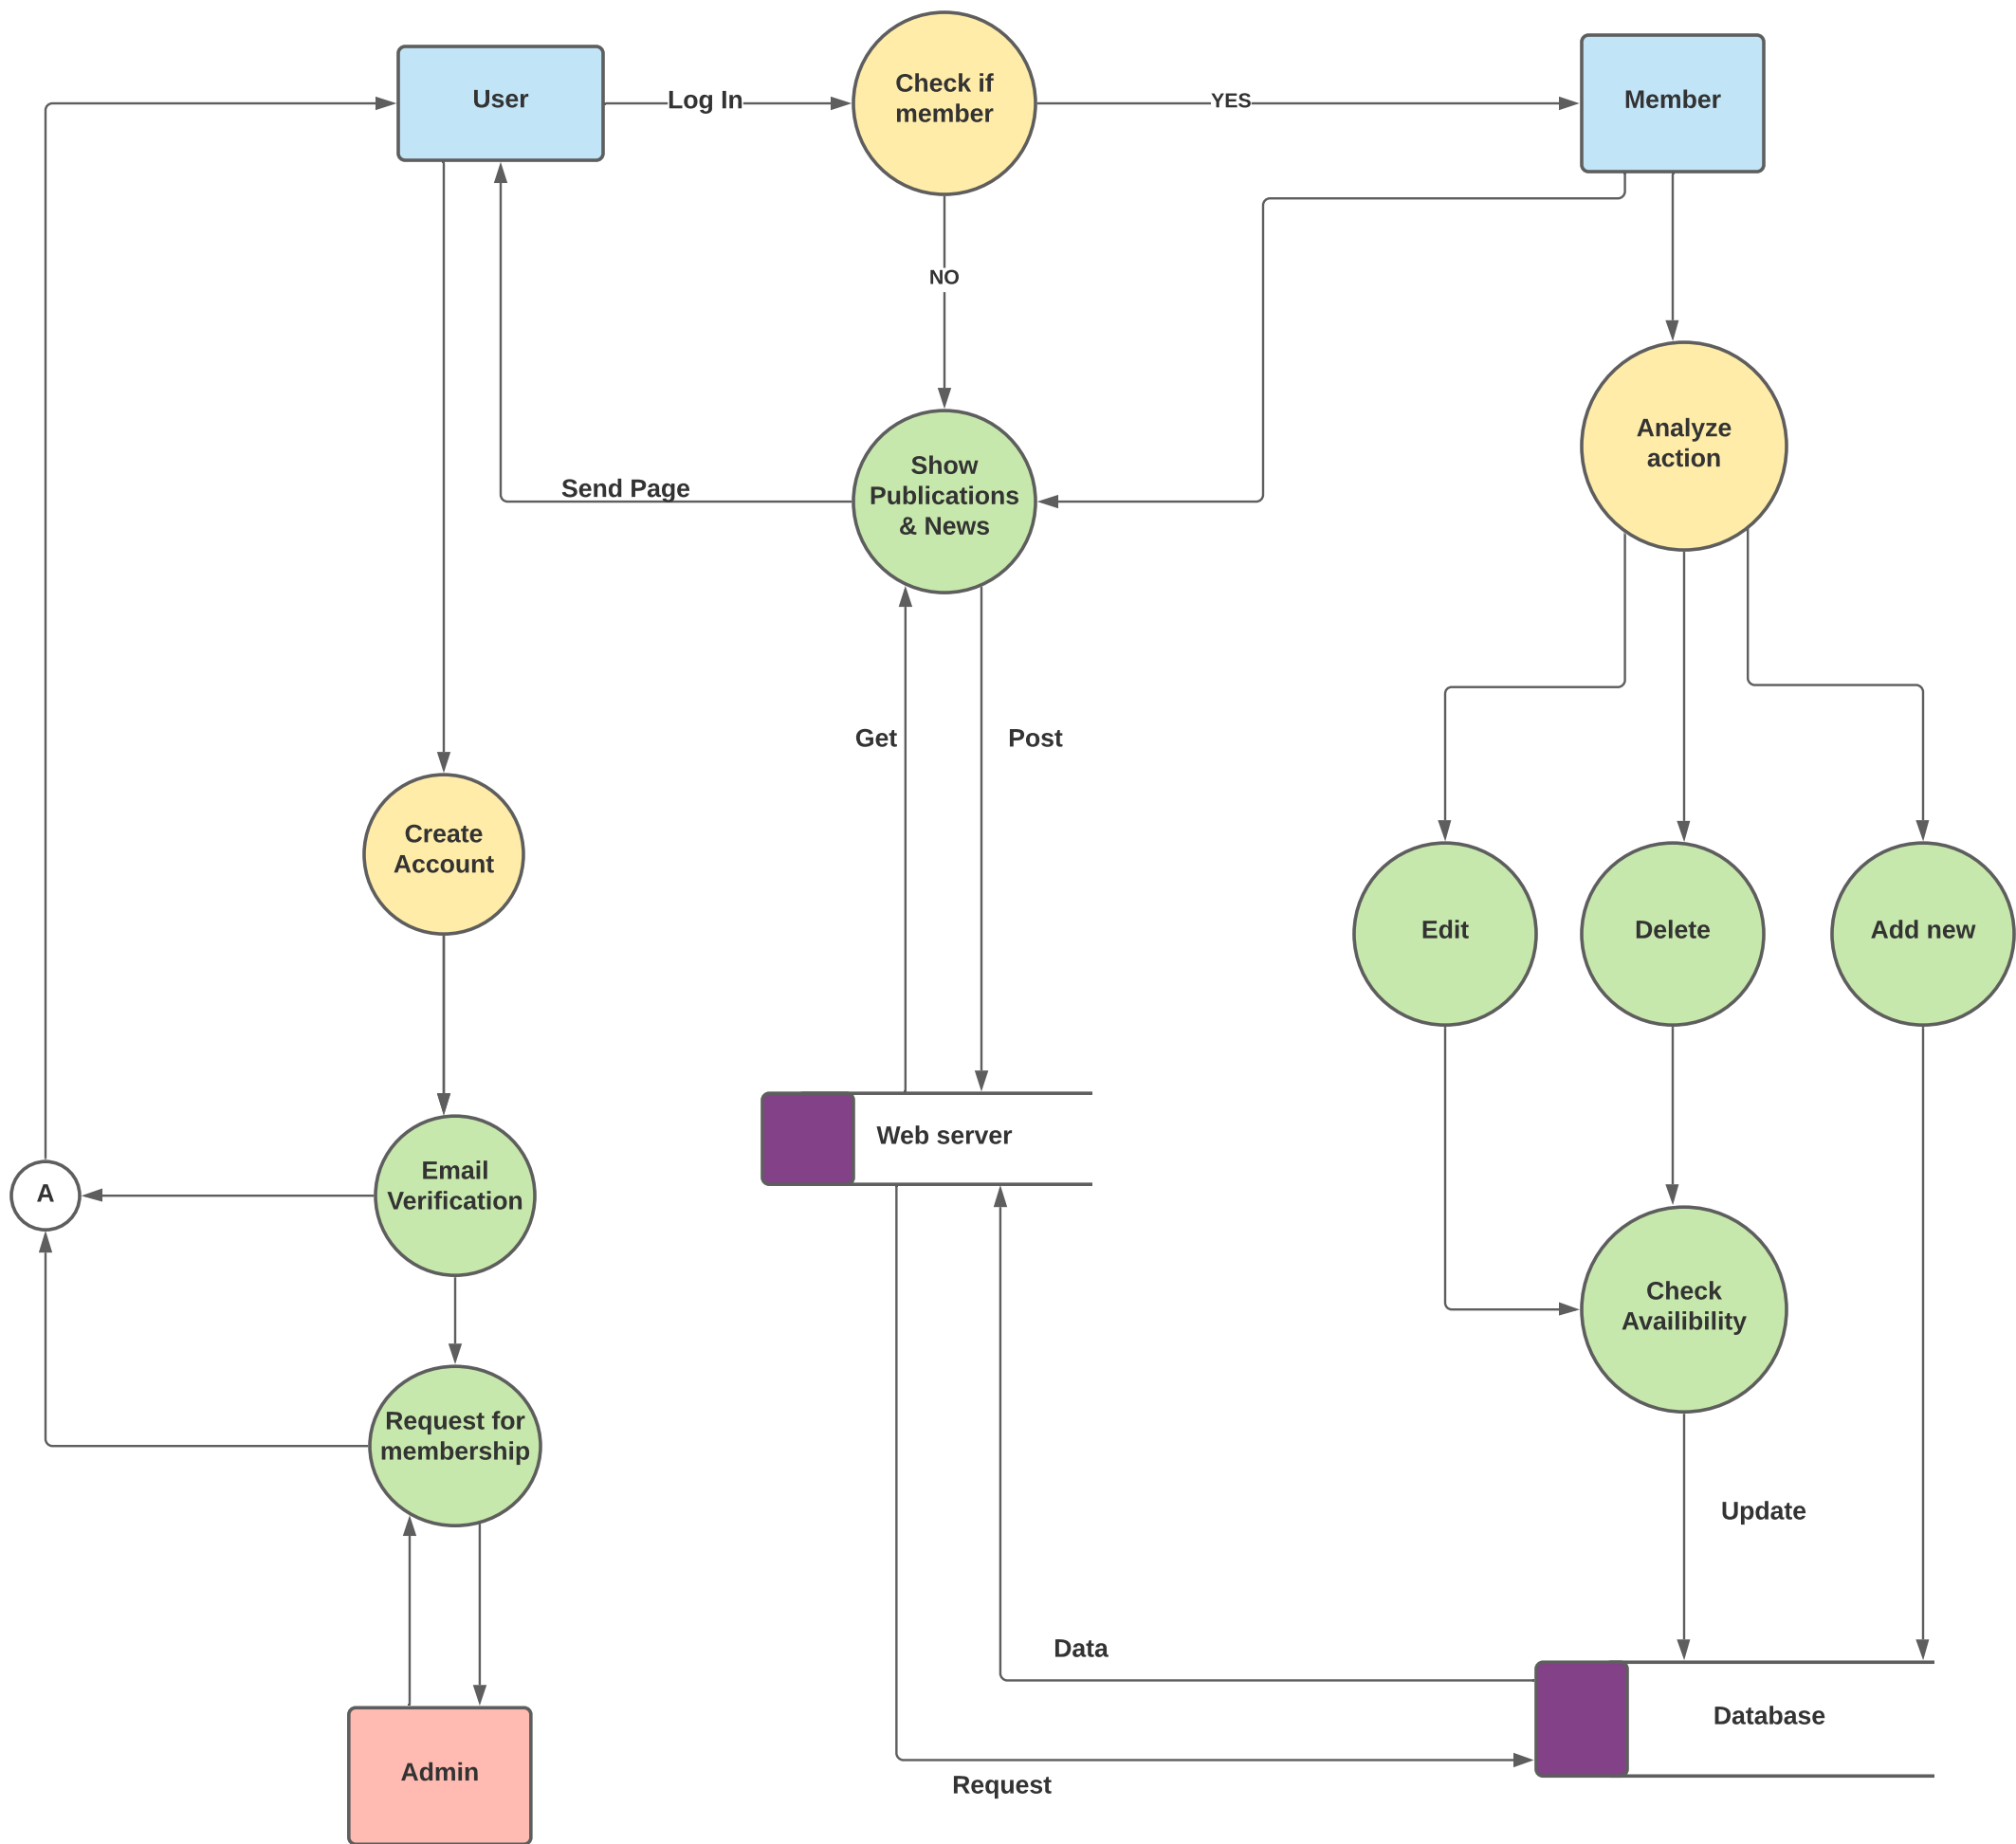 User
Log In
Check if
member
YES
Member
NO
Show
Publications
& News
Send Page
Analyze
action
Get
Post
Create
Account
Edit
Delete
Add new
Email
Verification
A
Web server
Check
Availibility
Request for
membership
Update
Data
Database
Admin
Request